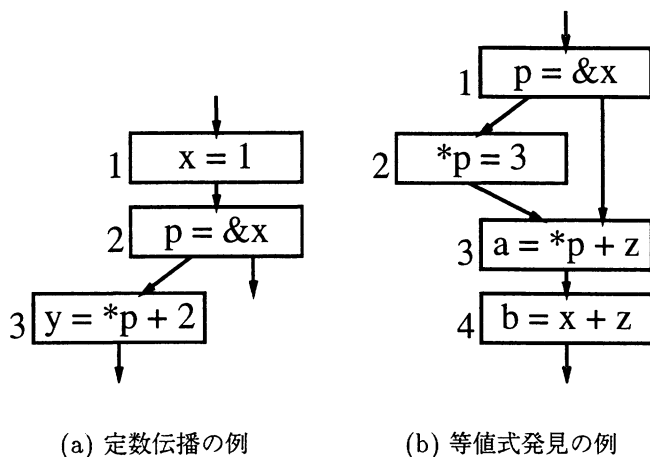 1 x = 1
2 p = &x
3 y = *p + 2
(a) 定数伝播の例
1 p = &x
2 *p = 3
3 a = *p + z
4 b = x + z
(b) 等値式発見の例